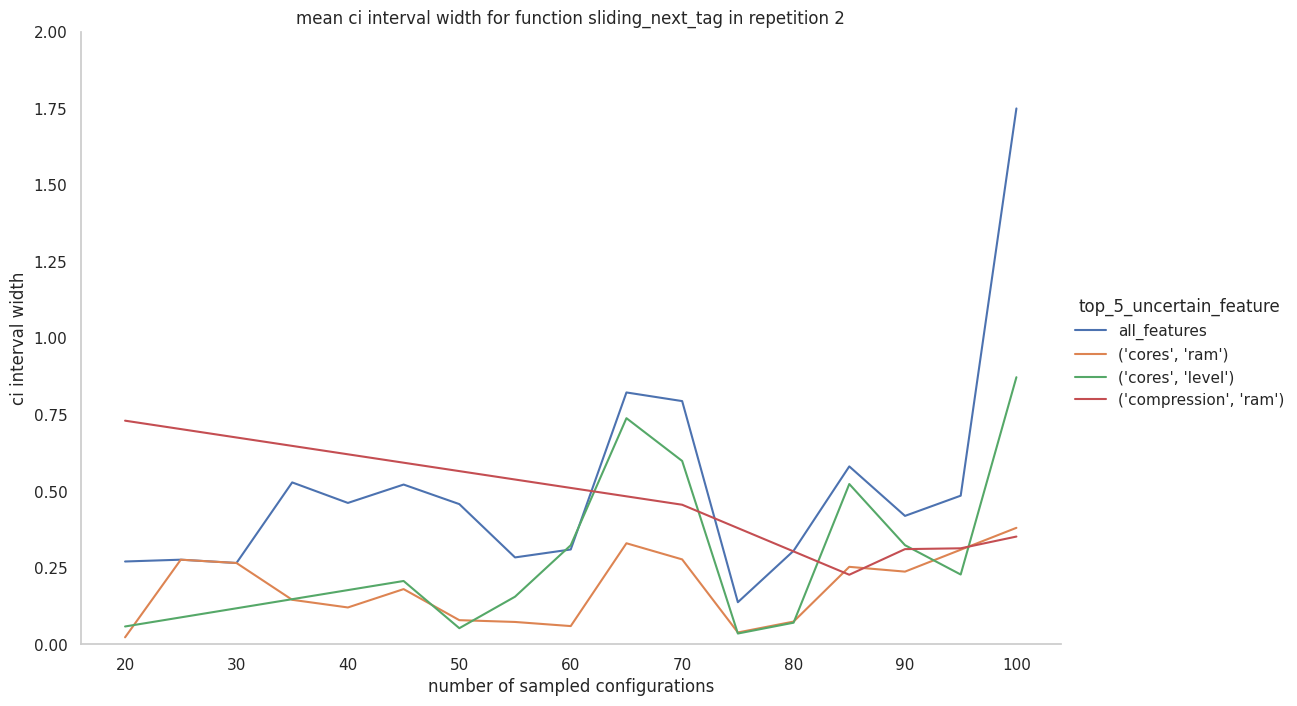 mean ci interval width for function sliding_next_tag in repetition 2
2.00
1.75
1.50
1.25
1.00
0.75
0.50
0.25
0.00
ci interval width
20 30 40 50 60 70 80 90 100
number of sampled configurations
top_5_uncertain_feature
all_features
('cores', 'ram')
('cores', 'level')
('compression', 'ram')